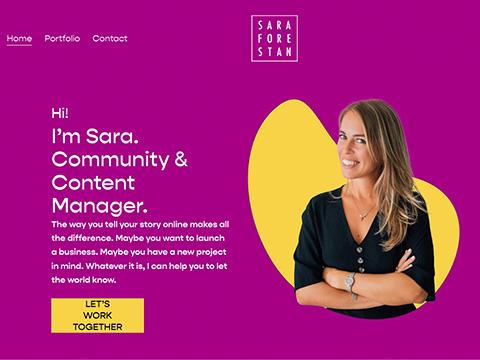 Home Portfolio Contact
SARA
FORE
STAN
Hi!
I'm Sara.
Community &
Content
Manager.
The way you tell your story online makes all
the difference. Maybe you want to launch
a business. Maybe you have a new project
in mind. Whatever it is, I can help you to let
the world know.
LET'S
WORK
TOGETHER